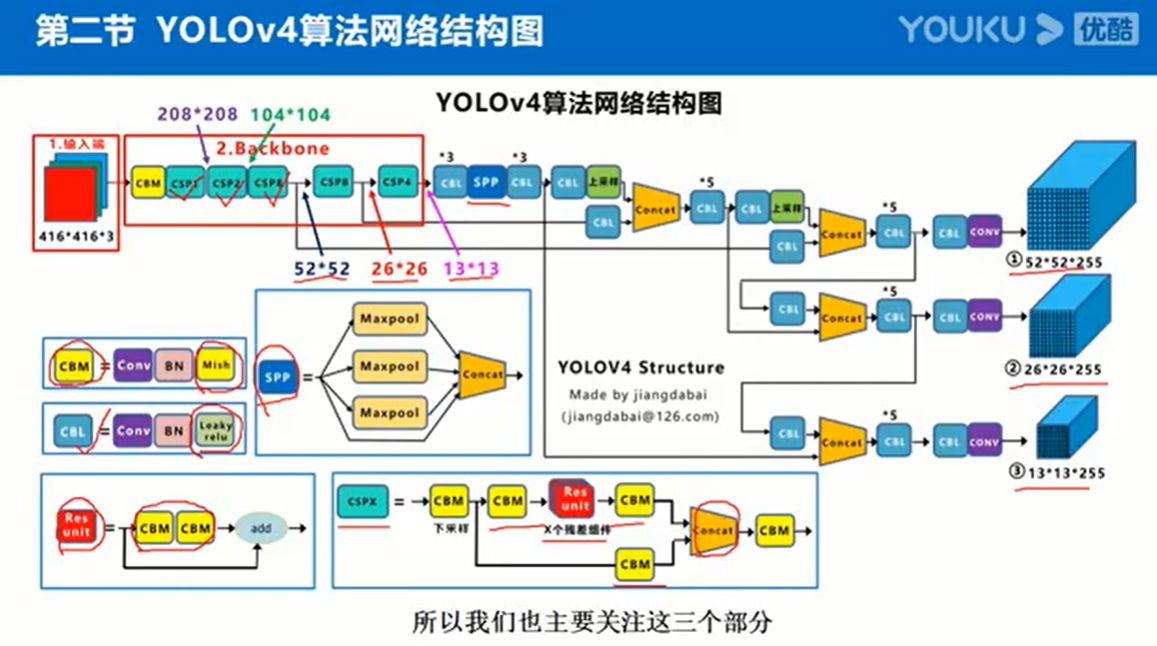 第二节 YOLOv4算法网络结构图
YOUKU 优酷
YOLOv4算法网络结构图
208*208 104*104
1.输入端
2.Backbone
416*416*3
CBM CSP1 CSP2 CSP8 CSP8 CSP4
*3 *3
CBL SPP CBL CBL 上采样
CBL
Concat
*5
CBL CBL 上采样
CBL
Concat
*5
CBL CBL CONV
①52*52*255
52*52 26*26 13*13
CBL
Concat
*5
CBL CBL CONV
②26*26*255
CBL
Concat
*5
CBL CBL CONV
③13*13*255
CBM = Conv BN Mish
CBL = Conv BN Leaky relu
SPP =
Maxpool
Maxpool
Maxpool
Concat
YOLOV4 Structure
Made by jiangdabai
(jiangdabai@126.com)
Res unit = CBM CBM add
CSPX = CBM CBM Res unit CBM
下采样 X个残差组件
CBM
Concat
CBM
所以我们也主要关注这三个部分